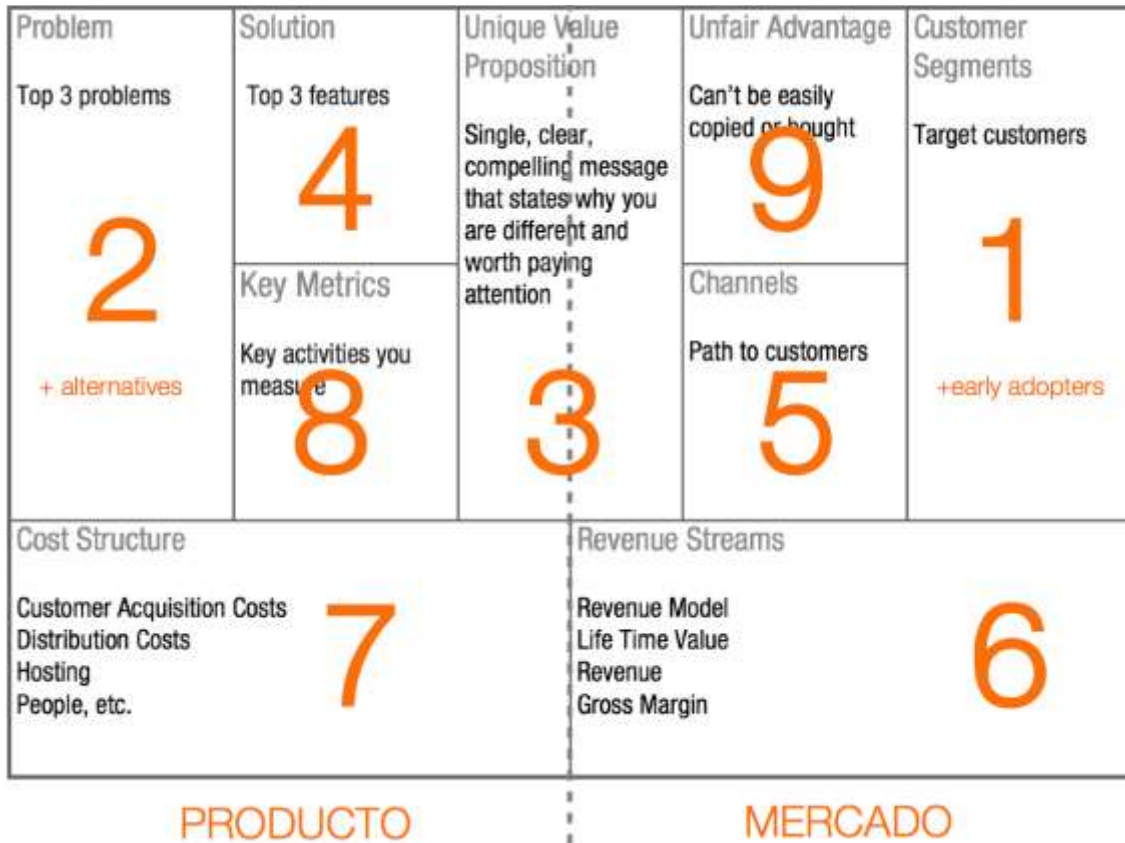 Problem
Top 3 problems
2
+ alternatives
Solution
Top 3 features
4
Key Metrics
Key activities you
measure
8
Unique Value
Proposition
Single, clear,
compelling message
that states why you
are different and
worth paying
attention
3
Unfair Advantage
Can't be easily
copied or bought
9
Channels
Path to customers
5
Customer
Segments
Target customers
1
+early adopters
Cost Structure
Customer Acquisition Costs
Distribution Costs
Hosting
People, etc.
7
Revenue Streams
Revenue Model
Life Time Value
Revenue
Gross Margin
6
PRODUCTO
MERCADO